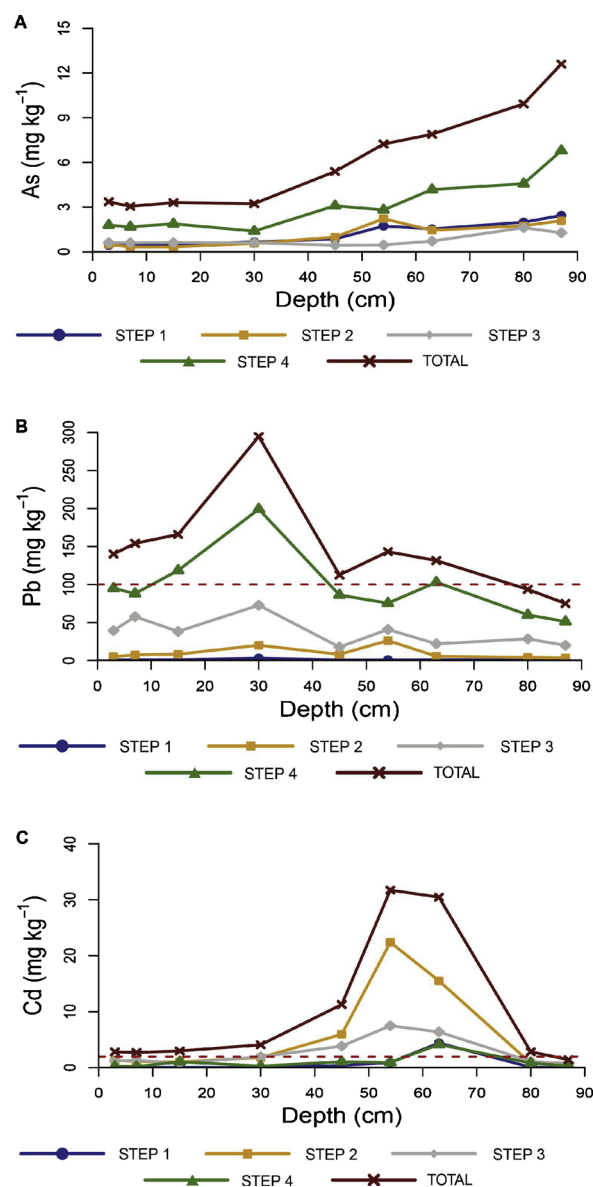 A
As (mg kg⁻¹)
15
12
9
6
3
0
0 10 20 30 40 50 60 70 80 90
Depth (cm)
STEP 1 STEP 2 STEP 3
STEP 4 TOTAL
B
Pb (mg kg⁻¹)
300
250
200
150
100
50
0
0 10 20 30 40 50 60 70 80 90
Depth (cm)
STEP 1 STEP 2 STEP 3
STEP 4 TOTAL
C
Cd (mg kg⁻¹)
40
30
20
10
0
0 10 20 30 40 50 60 70 80 90
Depth (cm)
STEP 1 STEP 2 STEP 3
STEP 4 TOTAL